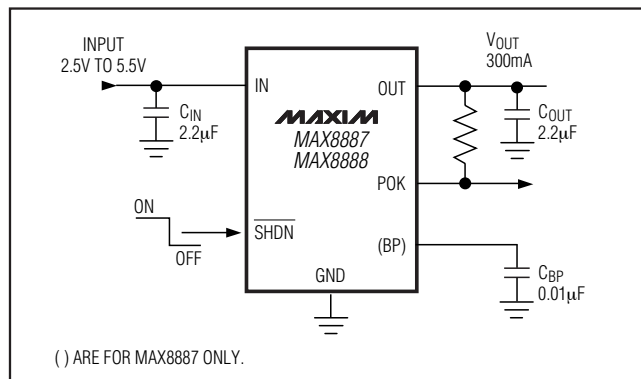 INPUT
2.5V TO 5.5V
CIN
2.2µF
IN
OUT
VOUT
300mA
COUT
2.2µF
MAXIM
MAX8887
MAX8888
POK
ON
OFF
SHDN
(BP)
GND
CBP
0.01µF
( ) ARE FOR MAX8887 ONLY.